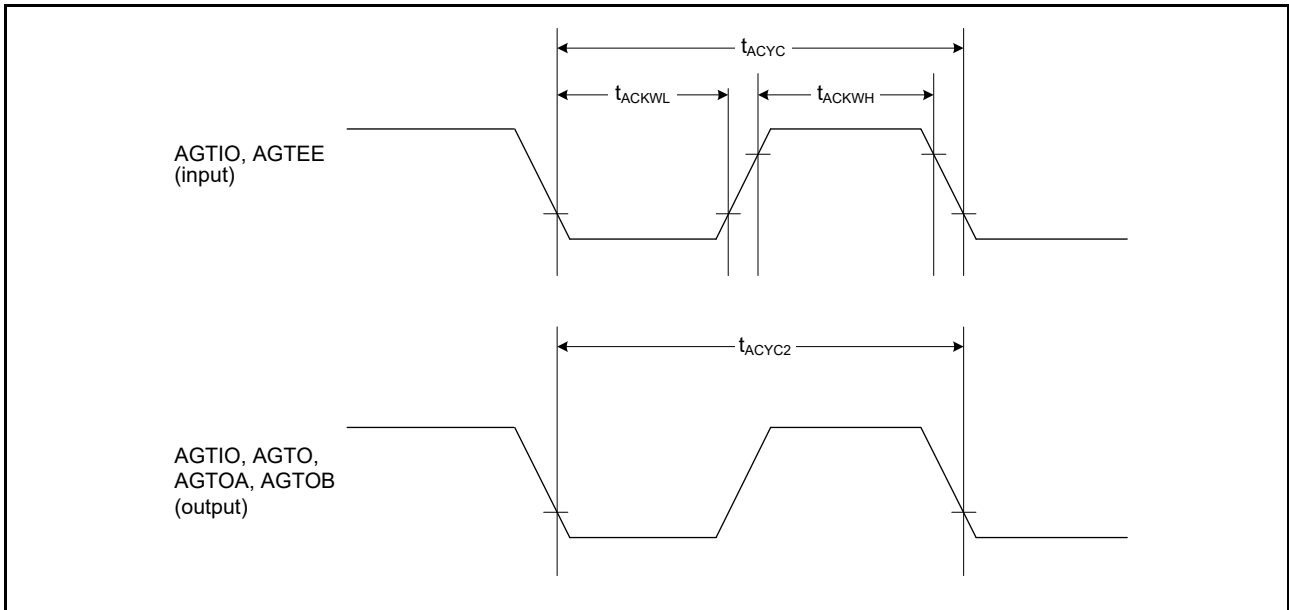 tACYC
tACKWL
tACKWH
AGTIO, AGTEE
(input)
tACYC2
AGTIO, AGTO,
AGTOA, AGTOB
(output)